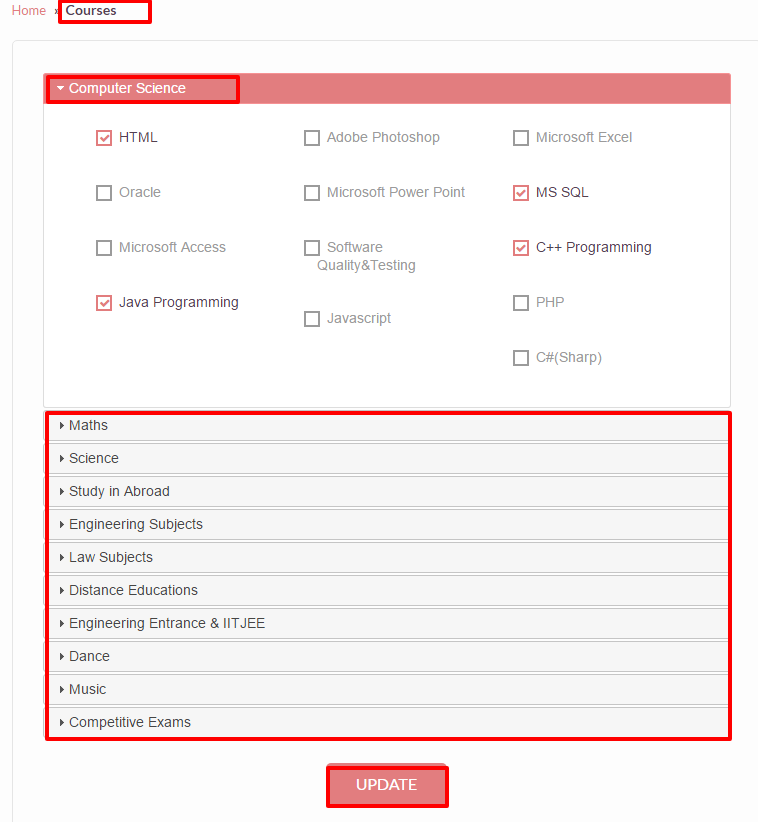 Home » Courses
Computer Science
HTML Adobe Photoshop Microsoft Excel
Oracle Microsoft Power Point MS SQL
Microsoft Access Software C++ Programming
Quality&Testing
Java Programming Javascript PHP
C#(Sharp)
Maths
Science
Study in Abroad
Engineering Subjects
Law Subjects
Distance Educations
Engineering Entrance & IITJEE
Dance
Music
Competitive Exams
UPDATE